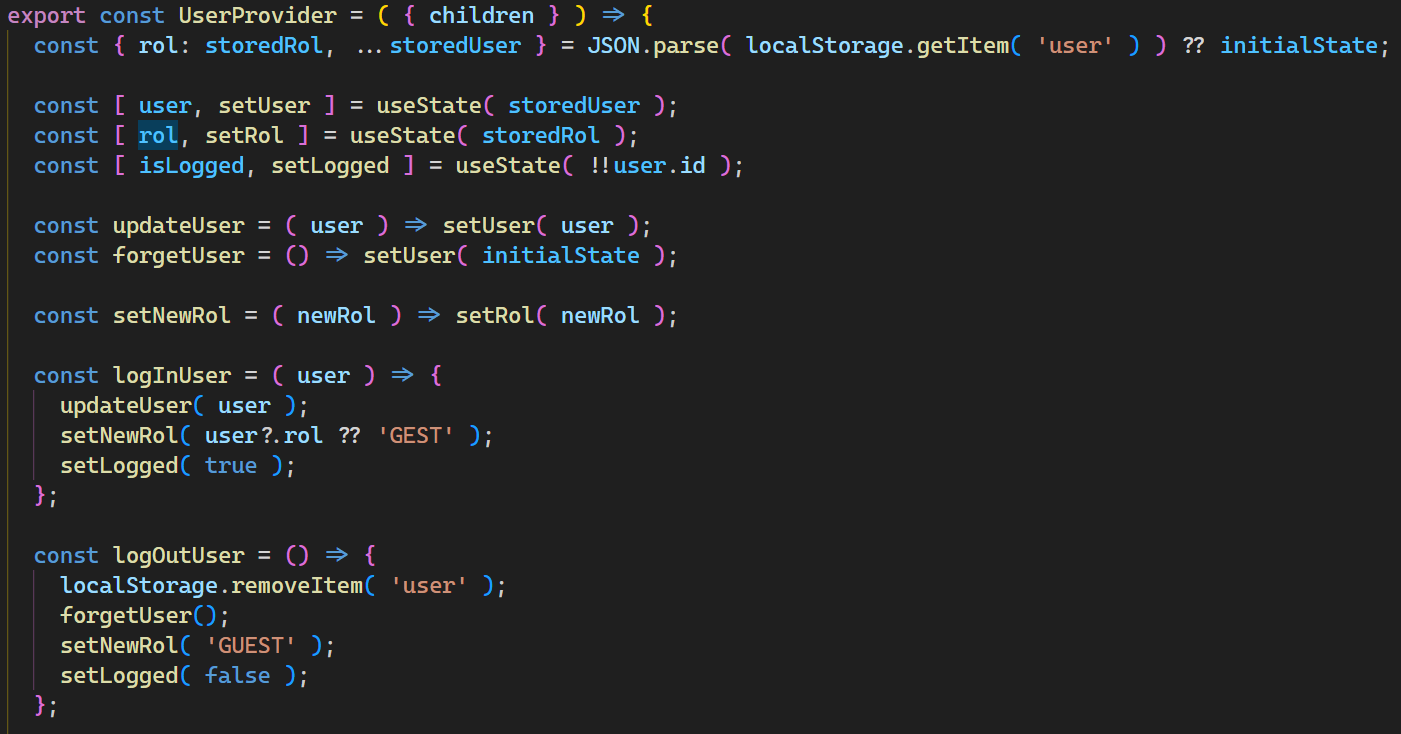 export const UserProvider = ( { children } ) => {
const { rol: storedRol, ...storedUser } = JSON.parse( localStorage.getItem( 'user' ) ) ?? initialState;
const [ user, setUser ] = useState( storedUser );
const [ rol, setRol ] = useState( storedRol );
const [ isLogged, setLogged ] = useState( !!user.id );
const updateUser = ( user ) => setUser( user );
const forgetUser = () => setUser( initialState );
const setNewRol = ( newRol ) => setRol( newRol );
const logInUser = ( user ) => {
updateUser( user );
setNewRol( user?.rol ?? 'GEST' );
setLogged( true );
};
const logOutUser = () => {
localStorage.removeItem( 'user' );
forgetUser();
setNewRol( 'GUEST' );
setLogged( false );
};